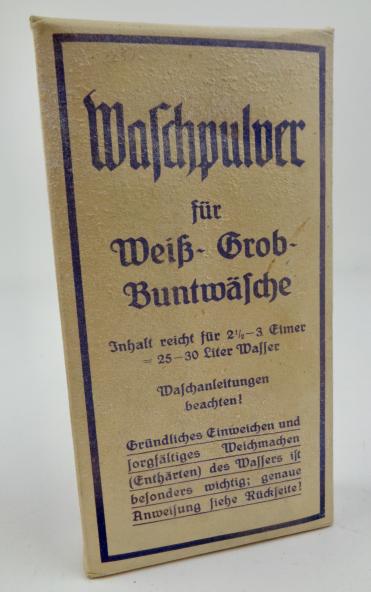 Waschpulver
für
Weiß- Grob-
Buntwäsche
Inhalt reicht für 2½–3 Eimer
= 25–30 Liter Wasser
Waschanleitungen
beachten!
Gründliches Einweichen und
sorgfältiges Weichmachen
(Enthärten) des Wassers ist
besonders wichtig; genaue
Anweisung siehe Rückseite!